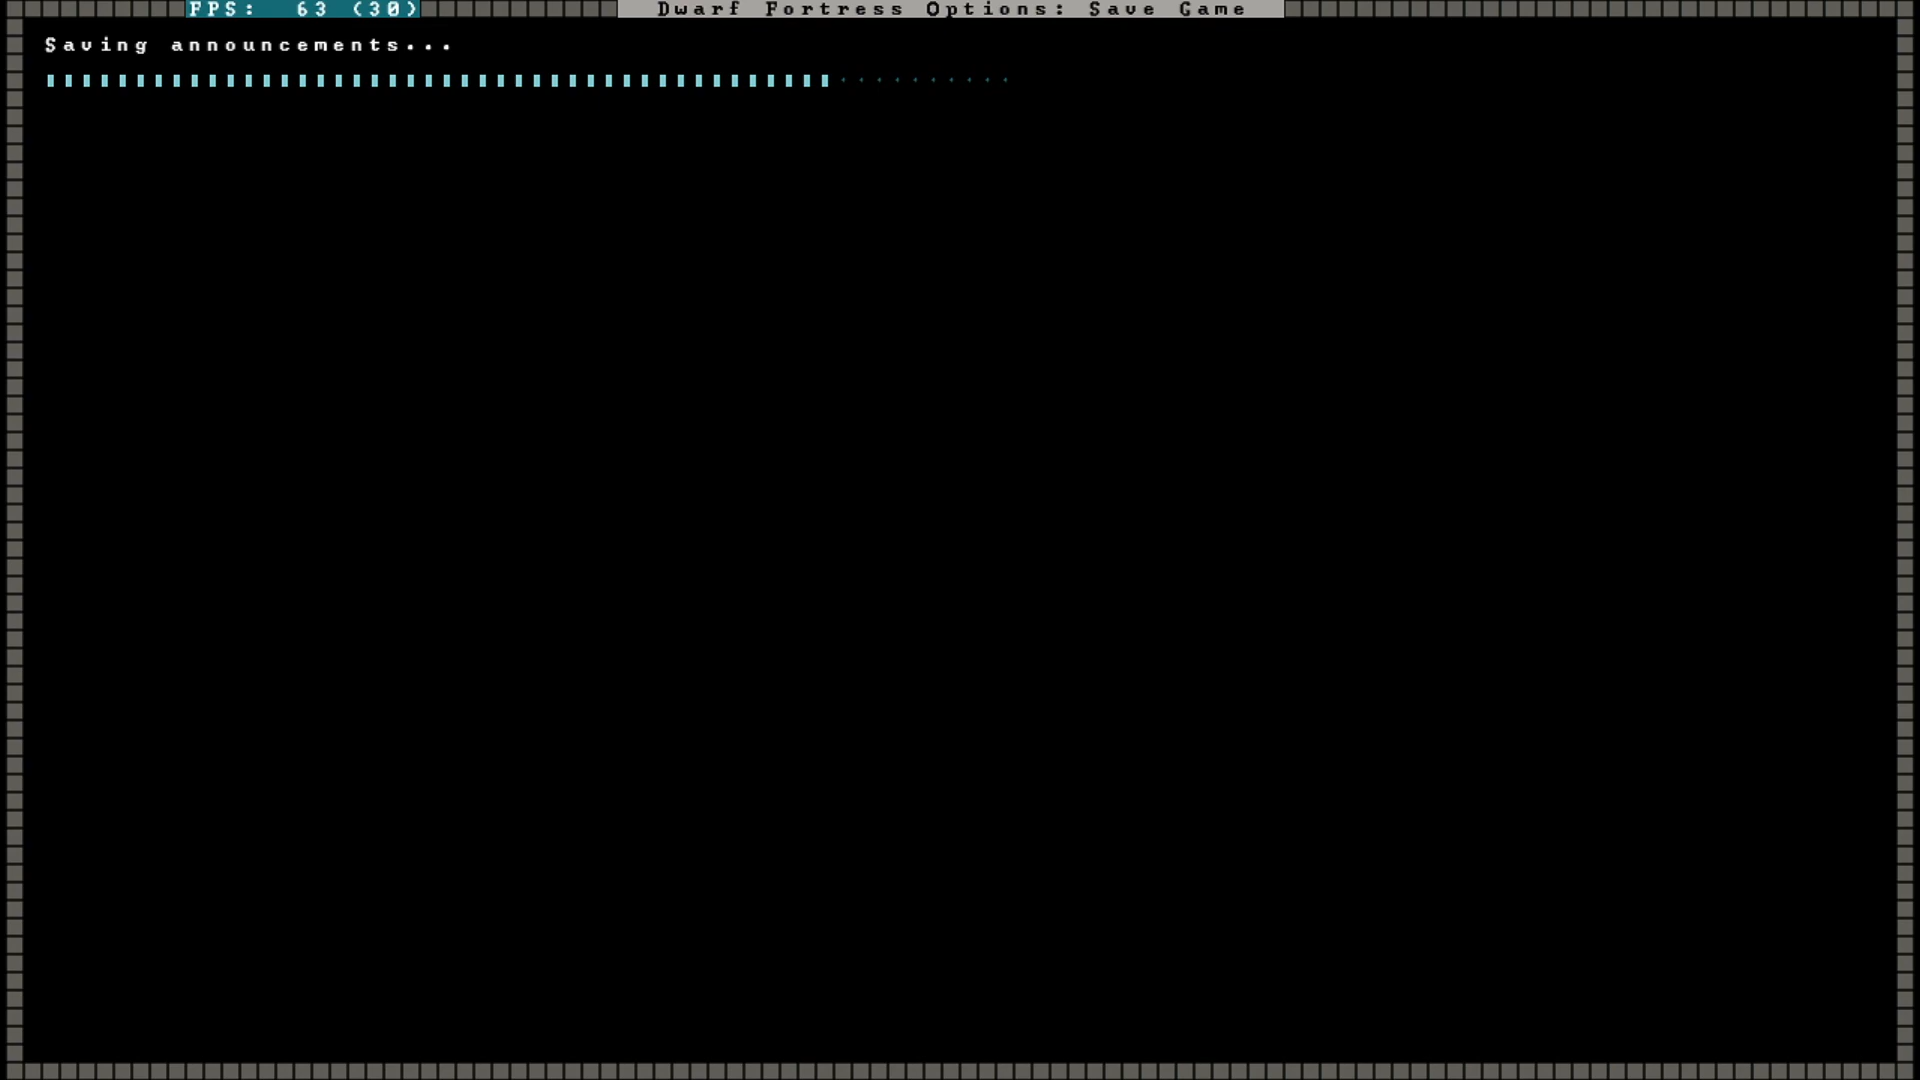 FPS: 63 (30)
Dwarf Fortress Options: Save Game
Saving announcements...